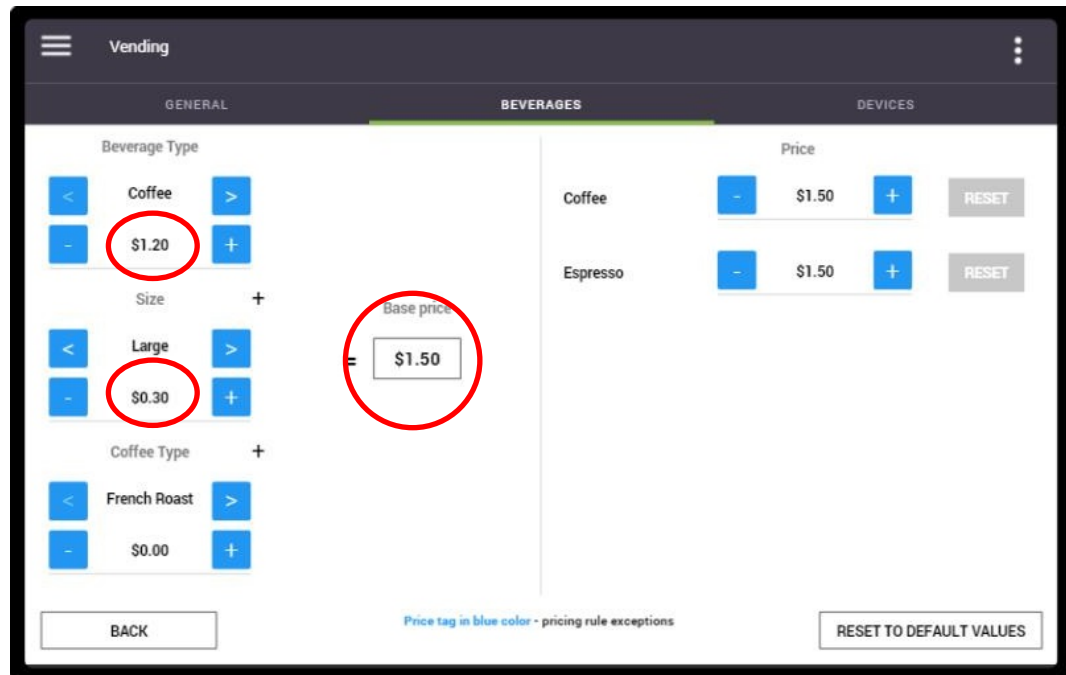 Vending
GENERAL BEVERAGES DEVICES
Beverage Type
< Coffee >
- $1.20 +
Size +
< Large >
- $0.30 +
Coffee Type +
< French Roast >
- $0.00 +
Base price
= $1.50
Price
Coffee - $1.50 + RESET
Espresso - $1.50 + RESET
BACK
Price tag in blue color - pricing rule exceptions
RESET TO DEFAULT VALUES